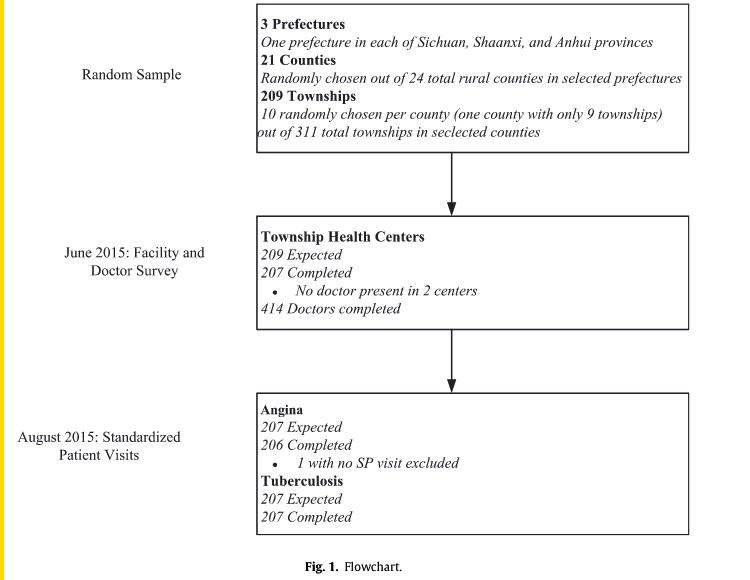 3 Prefectures
One prefecture in each of Sichuan, Shaanxi, and Anhui provinces
21 Counties
Random Sample
Randomly chosen out of 24 total rural counties in selected prefectures
209 Townships
10 randomly chosen per county (one county with only 9 townships)
out of 311 total townships in seclected counties
June 2015: Facility and
Doctor Survey
Township Health Centers
209 Expected
207 Completed
• No doctor present in 2 centers
414 Doctors completed
August 2015: Standardized
Patient Visits
Angina
207 Expected
206 Completed
• 1 with no SP visit excluded
Tuberculosis
207 Expected
207 Completed
Fig. 1. Flowchart.